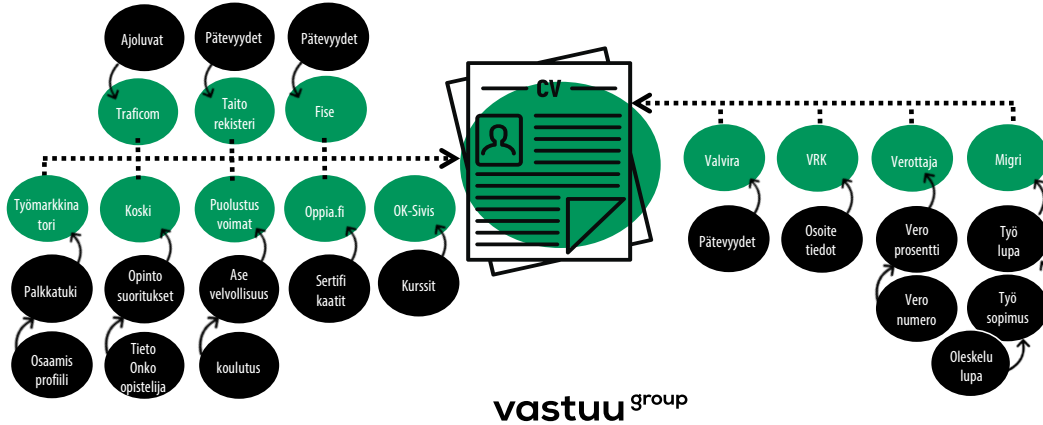 Ajoluvat
Pätevyydet
Pätevyydet
Traficom
Taito
rekisteri
Fise
CV
Työmarkkina
tori
Koski
Puolustus
voimat
Oppia.fi
OK-Sivis
Valvira
VRK
Verottaja
Migri
Palkkatuki
Opinto
suoritukset
Ase
velvollisuus
Sertifi
kaatit
Kurssit
Pätevyydet
Osoite
tiedot
Vero
prosentti
Työ
lupa
Osaamis
profiili
Tieto
Onko
opistelija
koulutus
Vero
numero
Työ
sopimus
Oleskelu
lupa
vastuu group